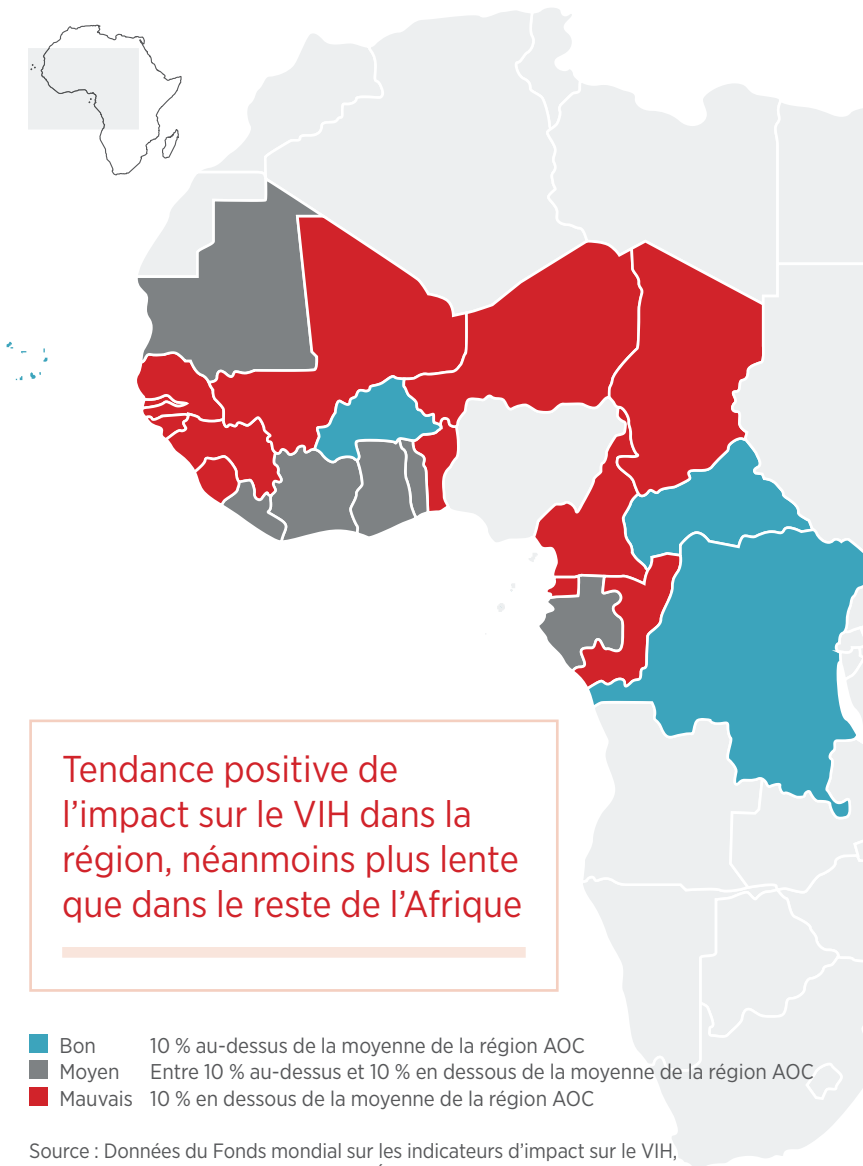 Tendance positive de
l'impact sur le VIH dans la
région, néanmoins plus lente
que dans le reste de l'Afrique
Bon 10 % au-dessus de la moyenne de la région AOC
Moyen Entre 10 % au-dessus et 10 % en dessous de la moyenne de la région AOC
Mauvais 10 % en dessous de la moyenne de la région AOC
Source : Données du Fonds mondial sur les indicateurs d'impact sur le VIH,